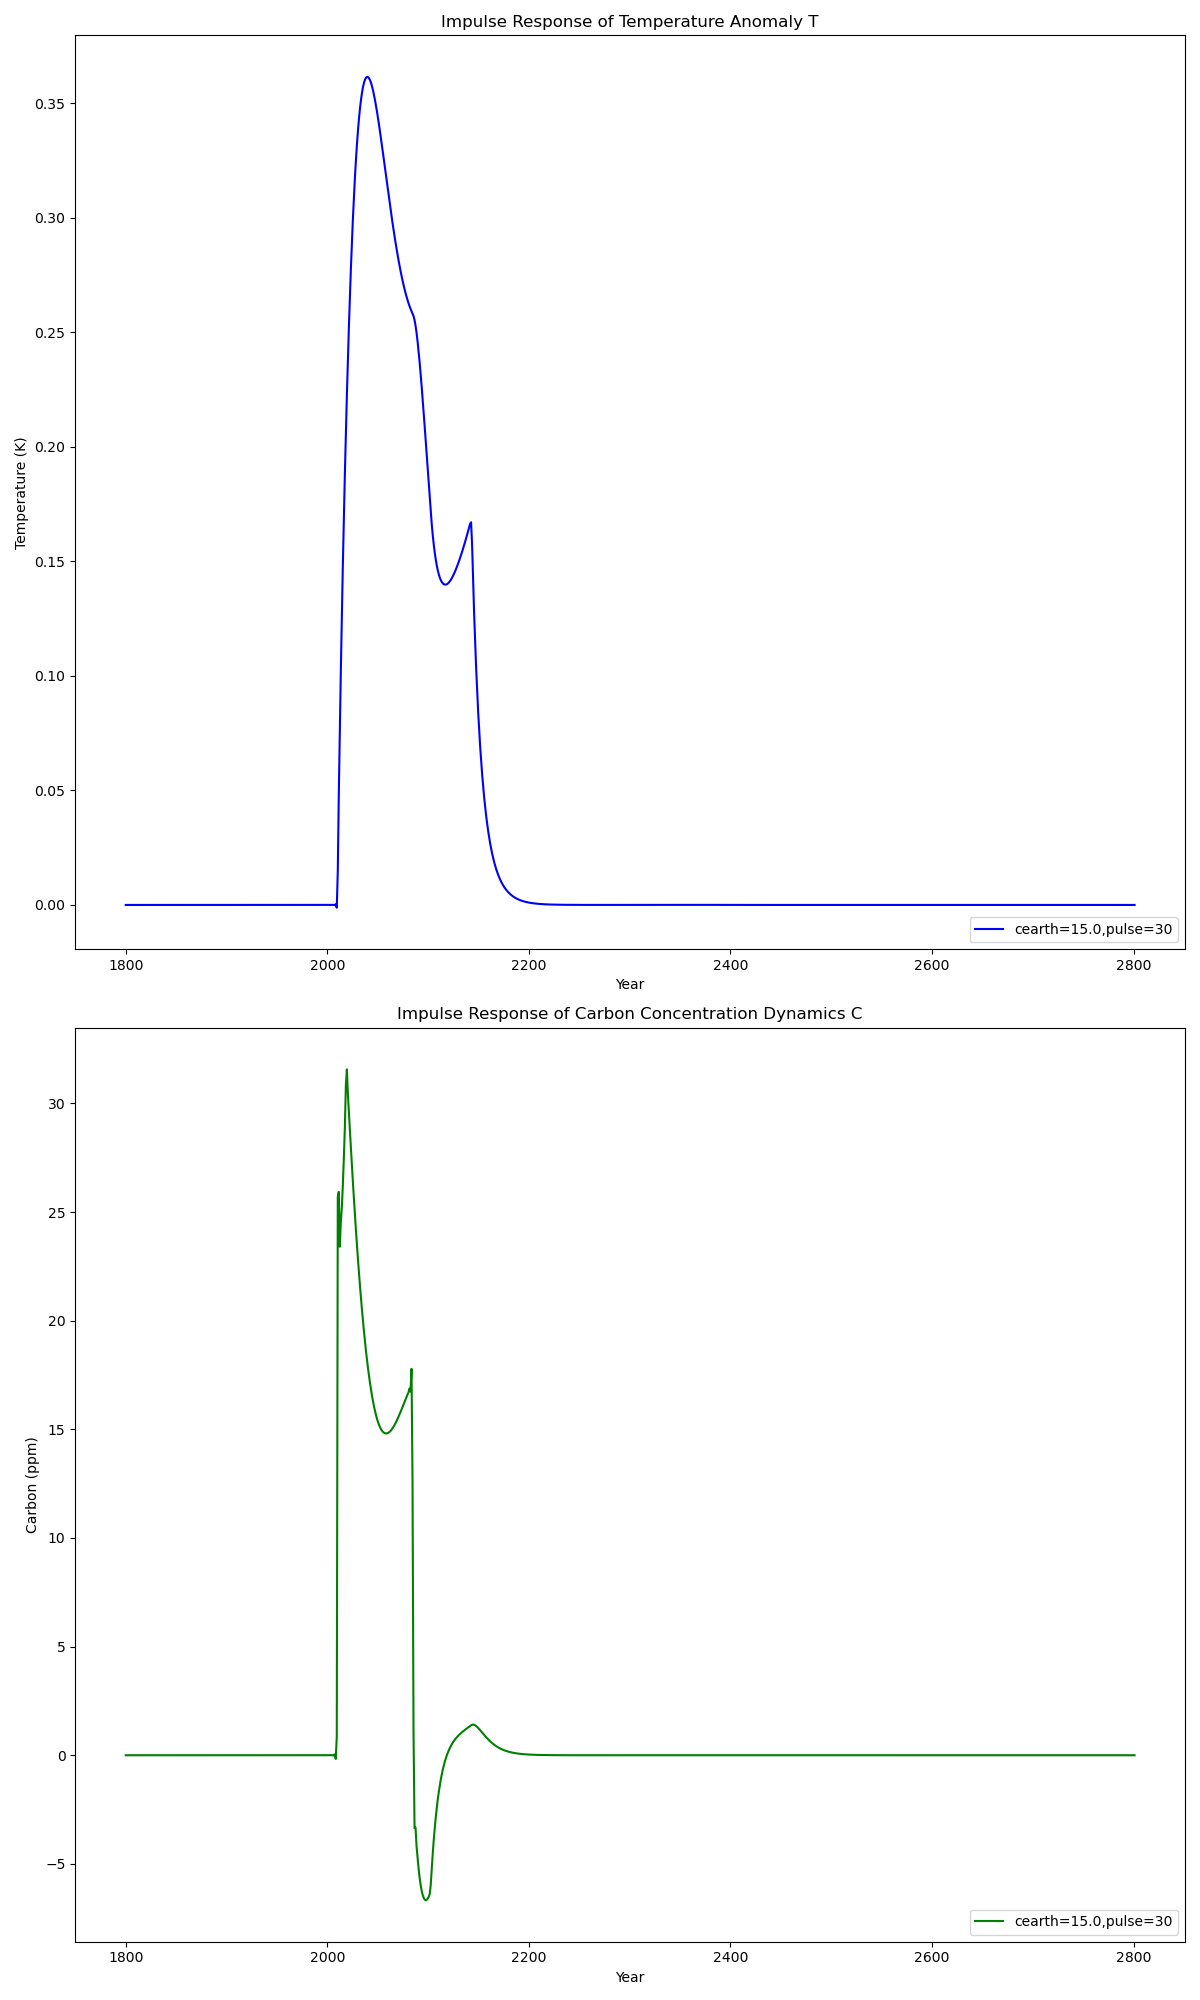 Impulse Response of Temperature Anomaly T
0.35
0.30
0.25
0.20
0.15
0.10
0.05
0.00
Temperature (K)
cearth=15.0,pulse=30
1800 2000 2200 2400 2600 2800
Year
Impulse Response of Carbon Concentration Dynamics C
30
25
20
15
10
5
0
−5
Carbon (ppm)
cearth=15.0,pulse=30
1800 2000 2200 2400 2600 2800
Year